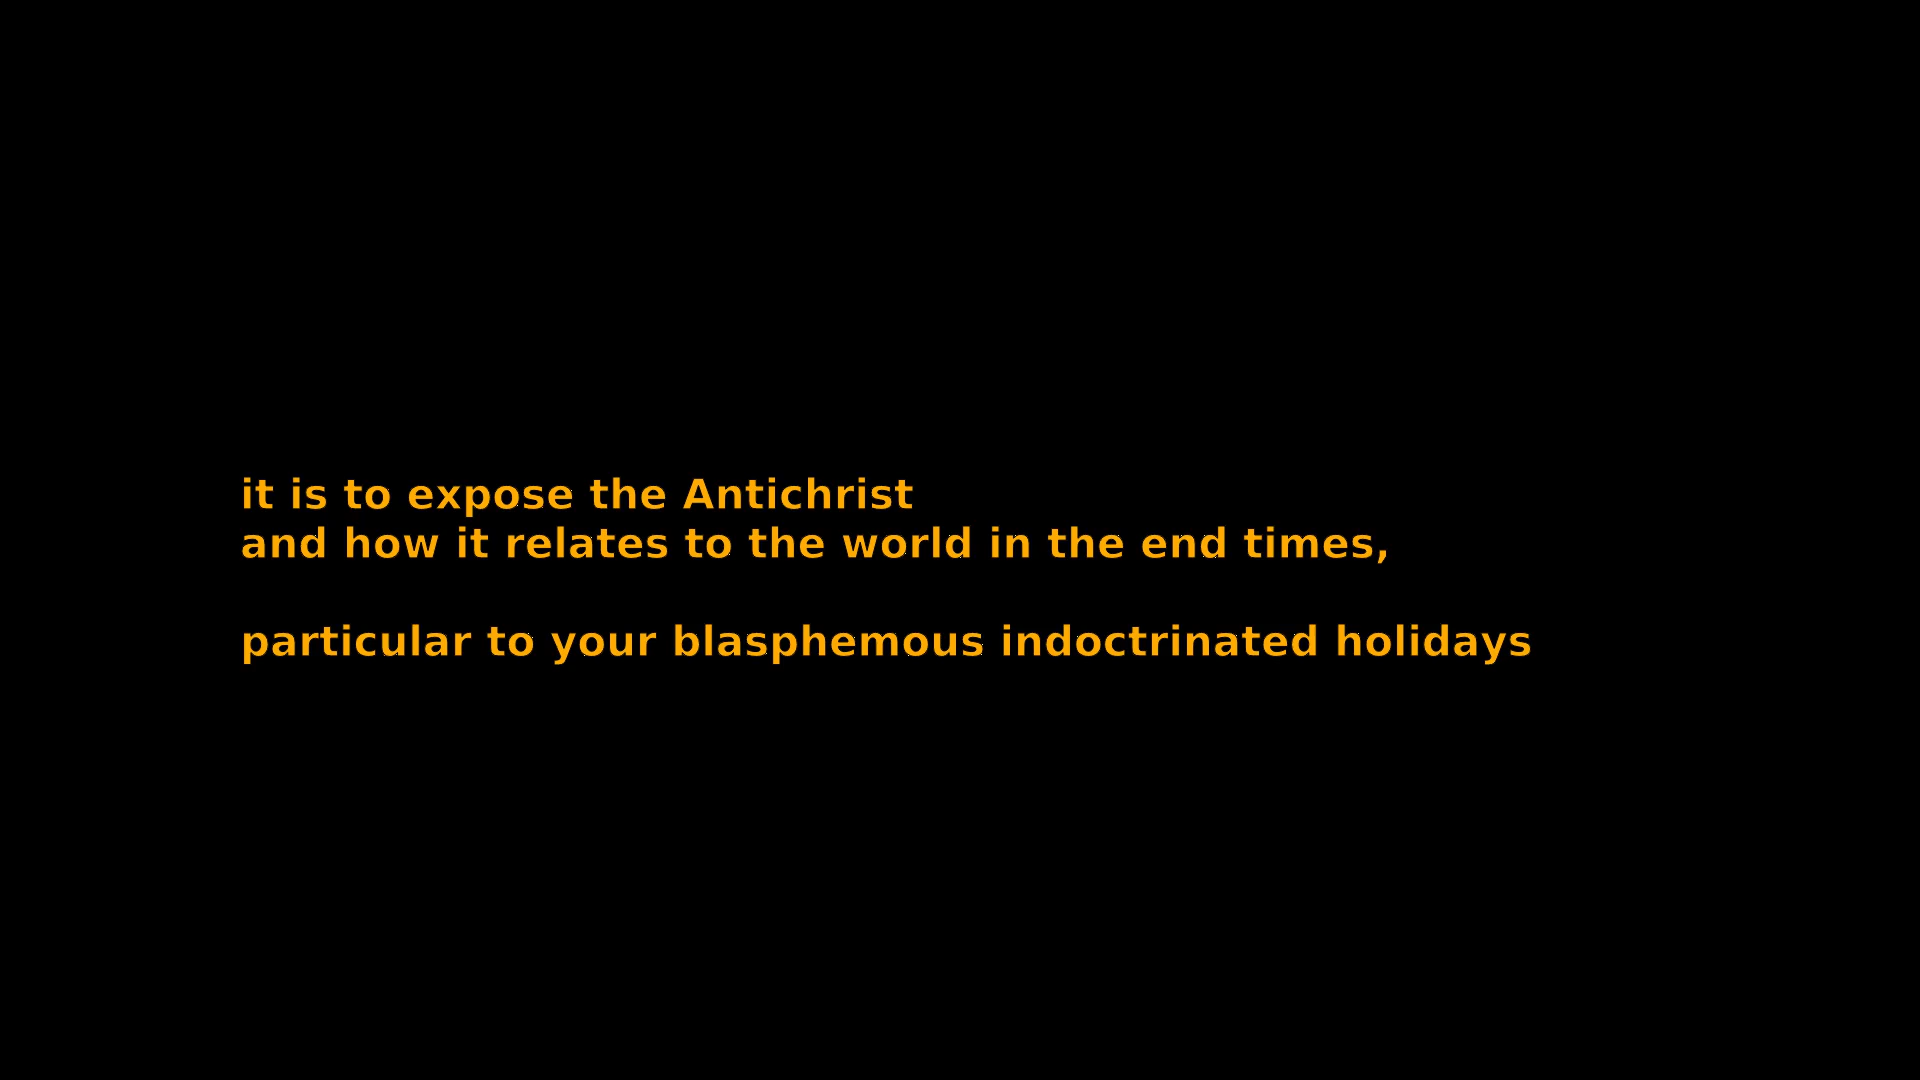 it is to expose the Antichrist
and how it relates to the world in the end times,
particular to your blasphemous indoctrinated holidays